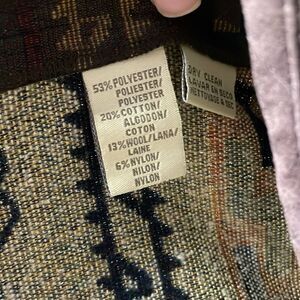 53% POLYESTER/
POLYESTER/
POLYESTER
20% COTTON/
ALGODON/
COTON
13% WOOL/LANA/
LAINE
6% NYLON/
NILON/
NYLON
DRY CLEAN
LAVAR EN SECO
NETTOYAGE A SEC